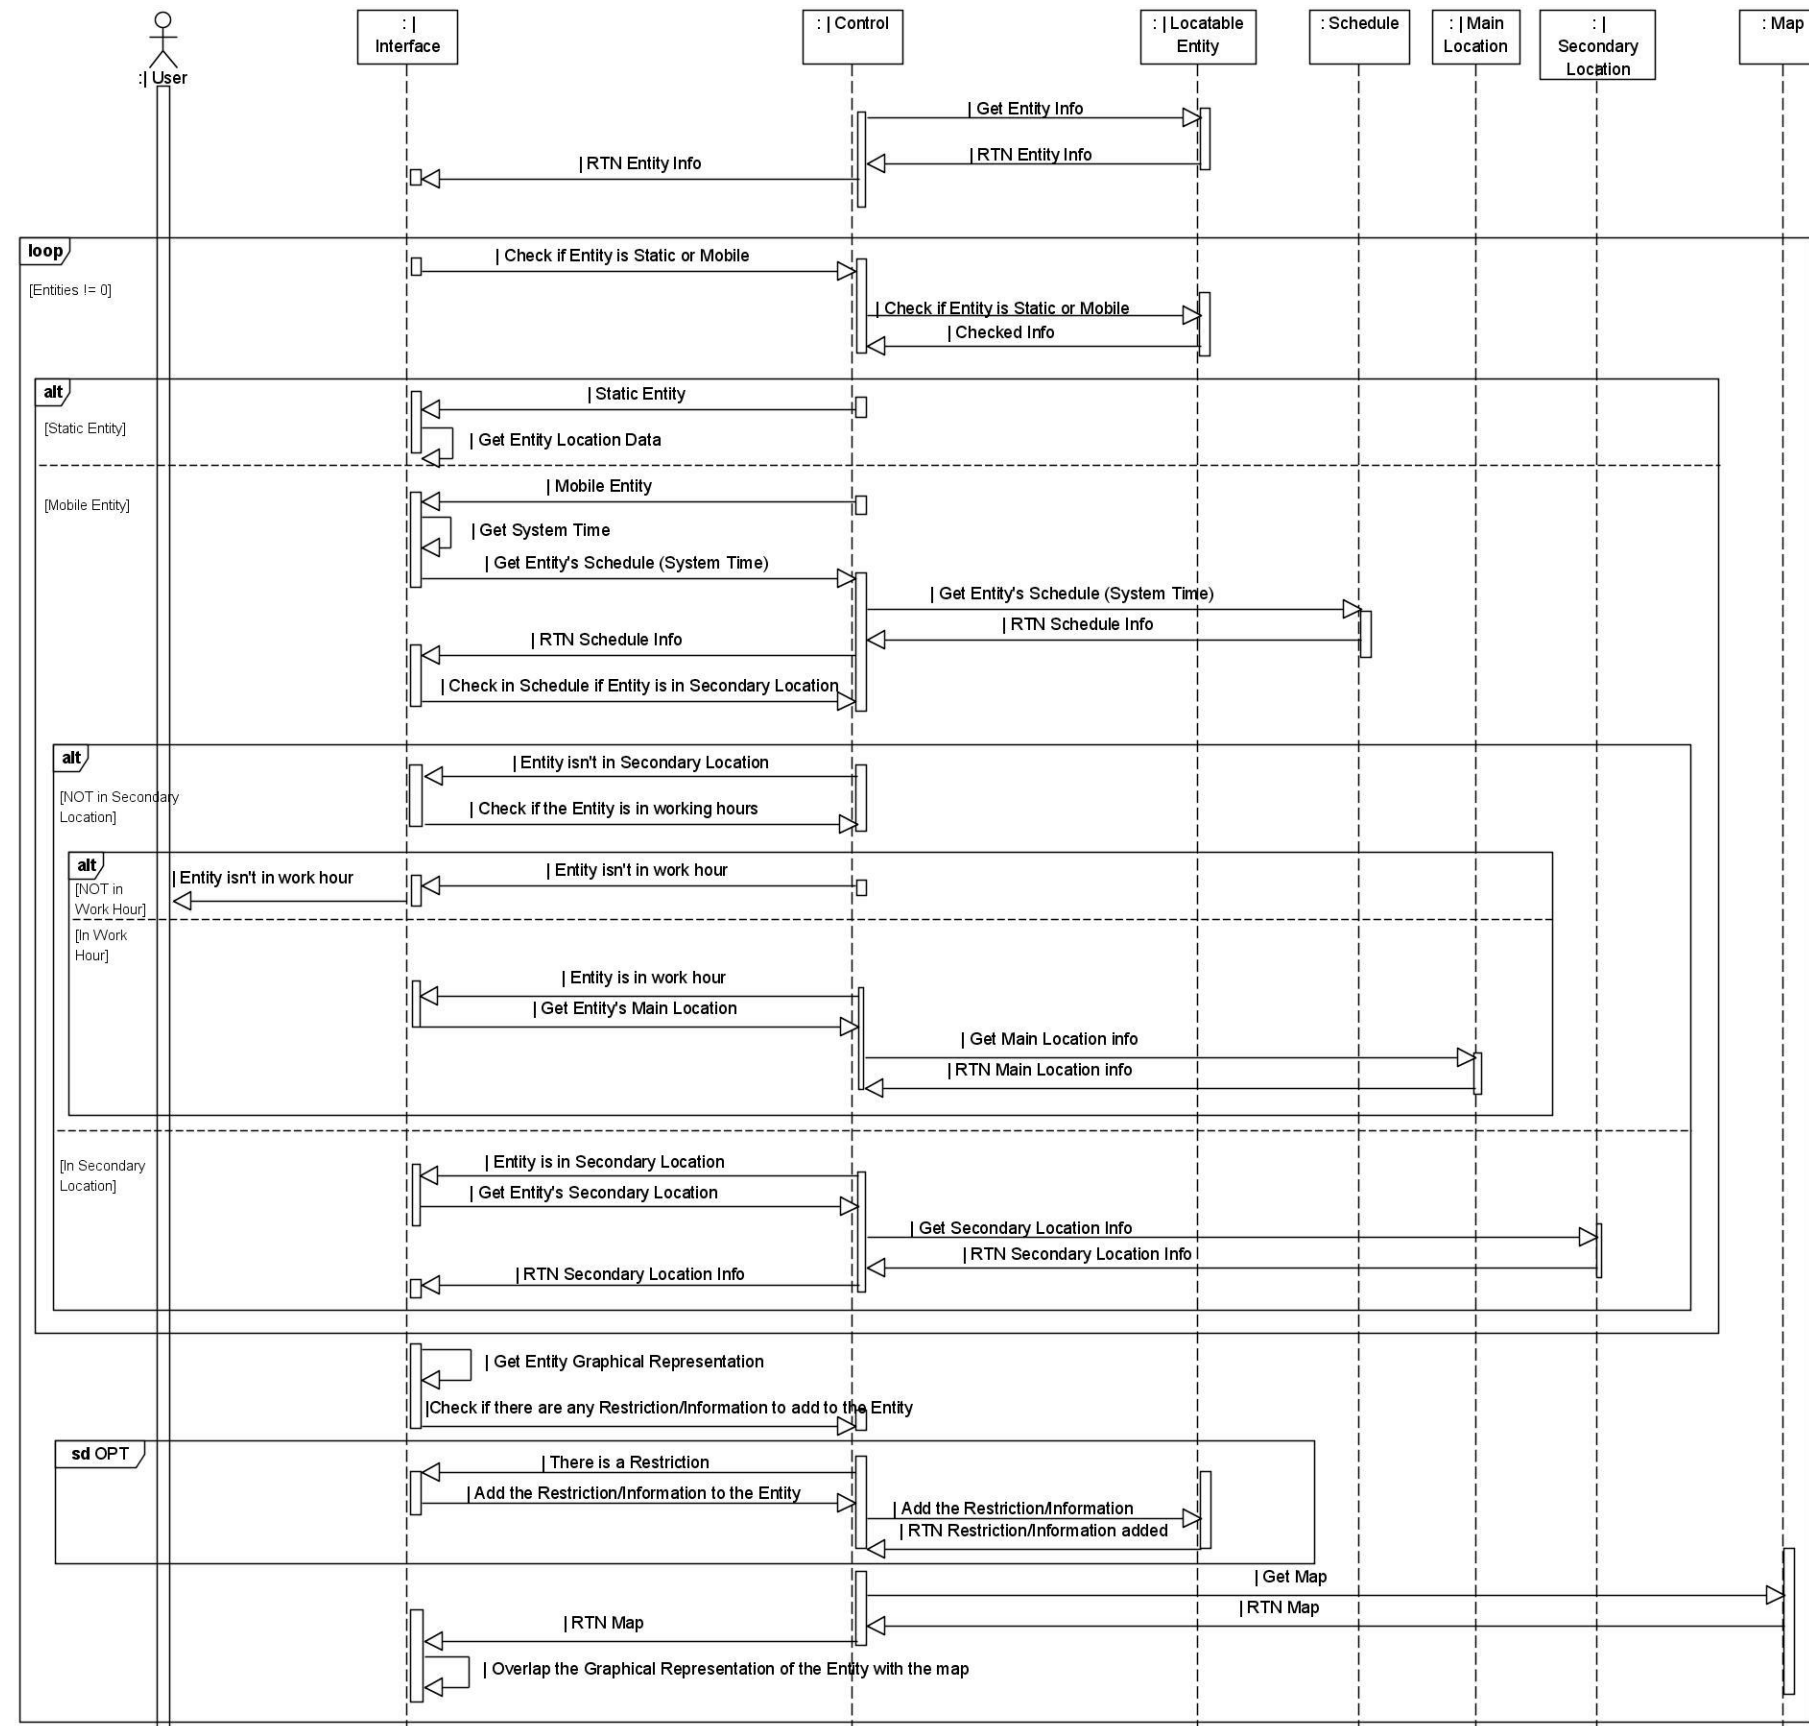 : |
Interface
: | Control
: | Locatable
Entity
: Schedule
: | Main
Location
: |
Secondary
Location
: Map
:| User
| Get Entity Info
| RTN Entity Info
| RTN Entity Info
loop
[Entities != 0]
| Check if Entity is Static or Mobile
| Check if Entity is Static or Mobile
| Checked Info
alt
[Static Entity]
| Static Entity
| Get Entity Location Data
[Mobile Entity]
| Mobile Entity
| Get System Time
| Get Entity's Schedule (System Time)
| Get Entity's Schedule (System Time)
| RTN Schedule Info
| RTN Schedule Info
| Check in Schedule if Entity is in Secondary Location
alt
[NOT in Secondary
Location]
| Entity isn't in Secondary Location
| Check if the Entity is in working hours
alt
[NOT in
Work Hour]
| Entity isn't in work hour
| Entity isn't in work hour
[In Work
Hour]
| Entity is in work hour
| Get Entity's Main Location
| Get Main Location info
| RTN Main Location info
[In Secondary
Location]
| Entity is in Secondary Location
| Get Entity's Secondary Location
| Get Secondary Location Info
| RTN Secondary Location Info
| RTN Secondary Location Info
| Get Entity Graphical Representation
|Check if there are any Restriction/Information to add to the Entity
sd OPT
| There is a Restriction
| Add the Restriction/Information to the Entity
| Add the Restriction/Information
| RTN Restriction/Information added
| Get Map
| RTN Map
| RTN Map
| Overlap the Graphical Representation of the Entity with the map